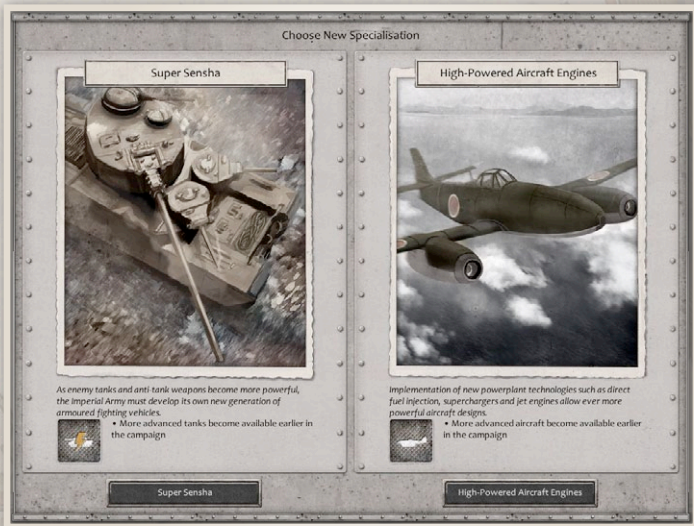 Choose New Specialisation
Super Sensha
As enemy tanks and anti-tank weapons become more powerful,
the Imperial Army must develop its own new generation of
armoured fighting vehicles.
• More advanced tanks become available earlier in
the campaign
Super Sensha
High-Powered Aircraft Engines
Implementation of new powerplant technologies such as direct
fuel injection, superchargers and jet engines allow ever more
powerful aircraft designs.
• More advanced aircraft become available earlier
in the campaign
High-Powered Aircraft Engines